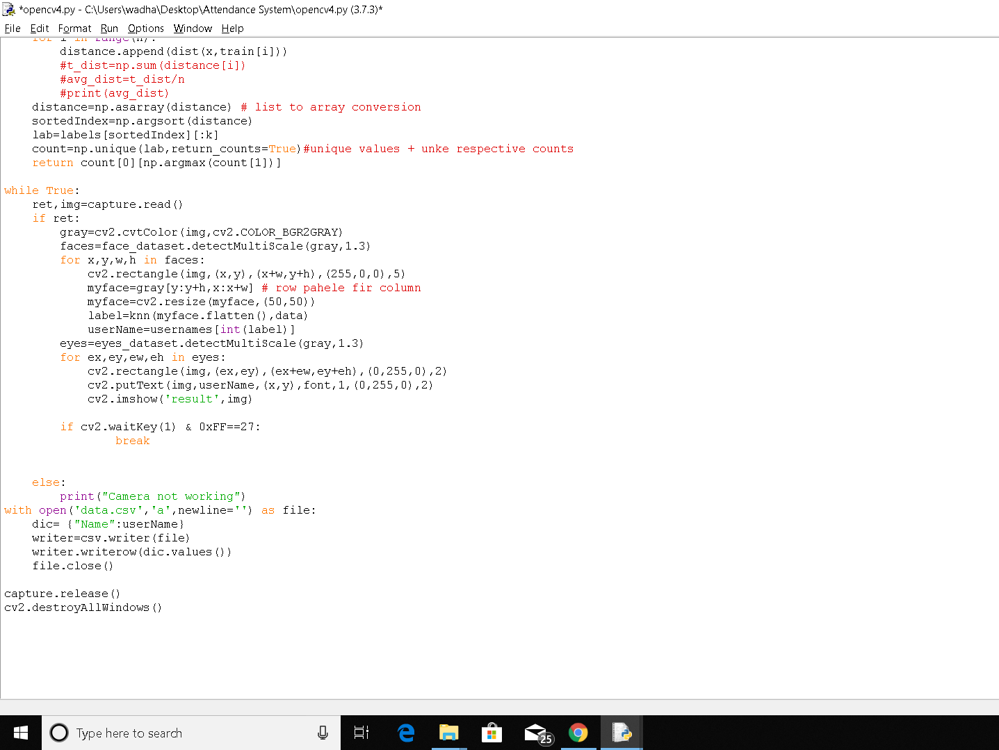 *opencv4.py - C:\Users\wadha\Desktop\Attendance System\opencv4.py (3.7.3)*
File Edit Format Run Options Window Help
    for i in range(n):
        distance.append(dist(x,train[i]))
        #t_dist=np.sum(distance[i])
        #avg_dist=t_dist/n
        #print(avg_dist)
    distance=np.asarray(distance) # list to array conversion
    sortedIndex=np.argsort(distance)
    lab=labels[sortedIndex][:k]
    count=np.unique(lab,return_counts=True)#unique values + unke respective counts
    return count[0][np.argmax(count[1])]
while True:
    ret,img=capture.read()
    if ret:
        gray=cv2.cvtColor(img,cv2.COLOR_BGR2GRAY)
        faces=face_dataset.detectMultiScale(gray,1.3)
        for x,y,w,h in faces:
            cv2.rectangle(img,(x,y),(x+w,y+h),(255,0,0),5)
            myface=gray[y:y+h,x:x+w] # row pahele fir column
            myface=cv2.resize(myface,(50,50))
            label=knn(myface.flatten(),data)
            userName=usernames[int(label)]
        eyes=eyes_dataset.detectMultiScale(gray,1.3)
        for ex,ey,ew,eh in eyes:
            cv2.rectangle(img,(ex,ey),(ex+ew,ey+eh),(0,255,0),2)
            cv2.putText(img,userName,(x,y),font,1,(0,255,0),2)
            cv2.imshow('result',img)
        if cv2.waitKey(1) & 0xFF==27:
                break
    else:
        print("Camera not working")
with open('data.csv','a',newline='') as file:
    dic= {"Name":userName}
    writer=csv.writer(file)
    writer.writerow(dic.values())
    file.close()
capture.release()
cv2.destroyAllWindows()
Type here to search
25